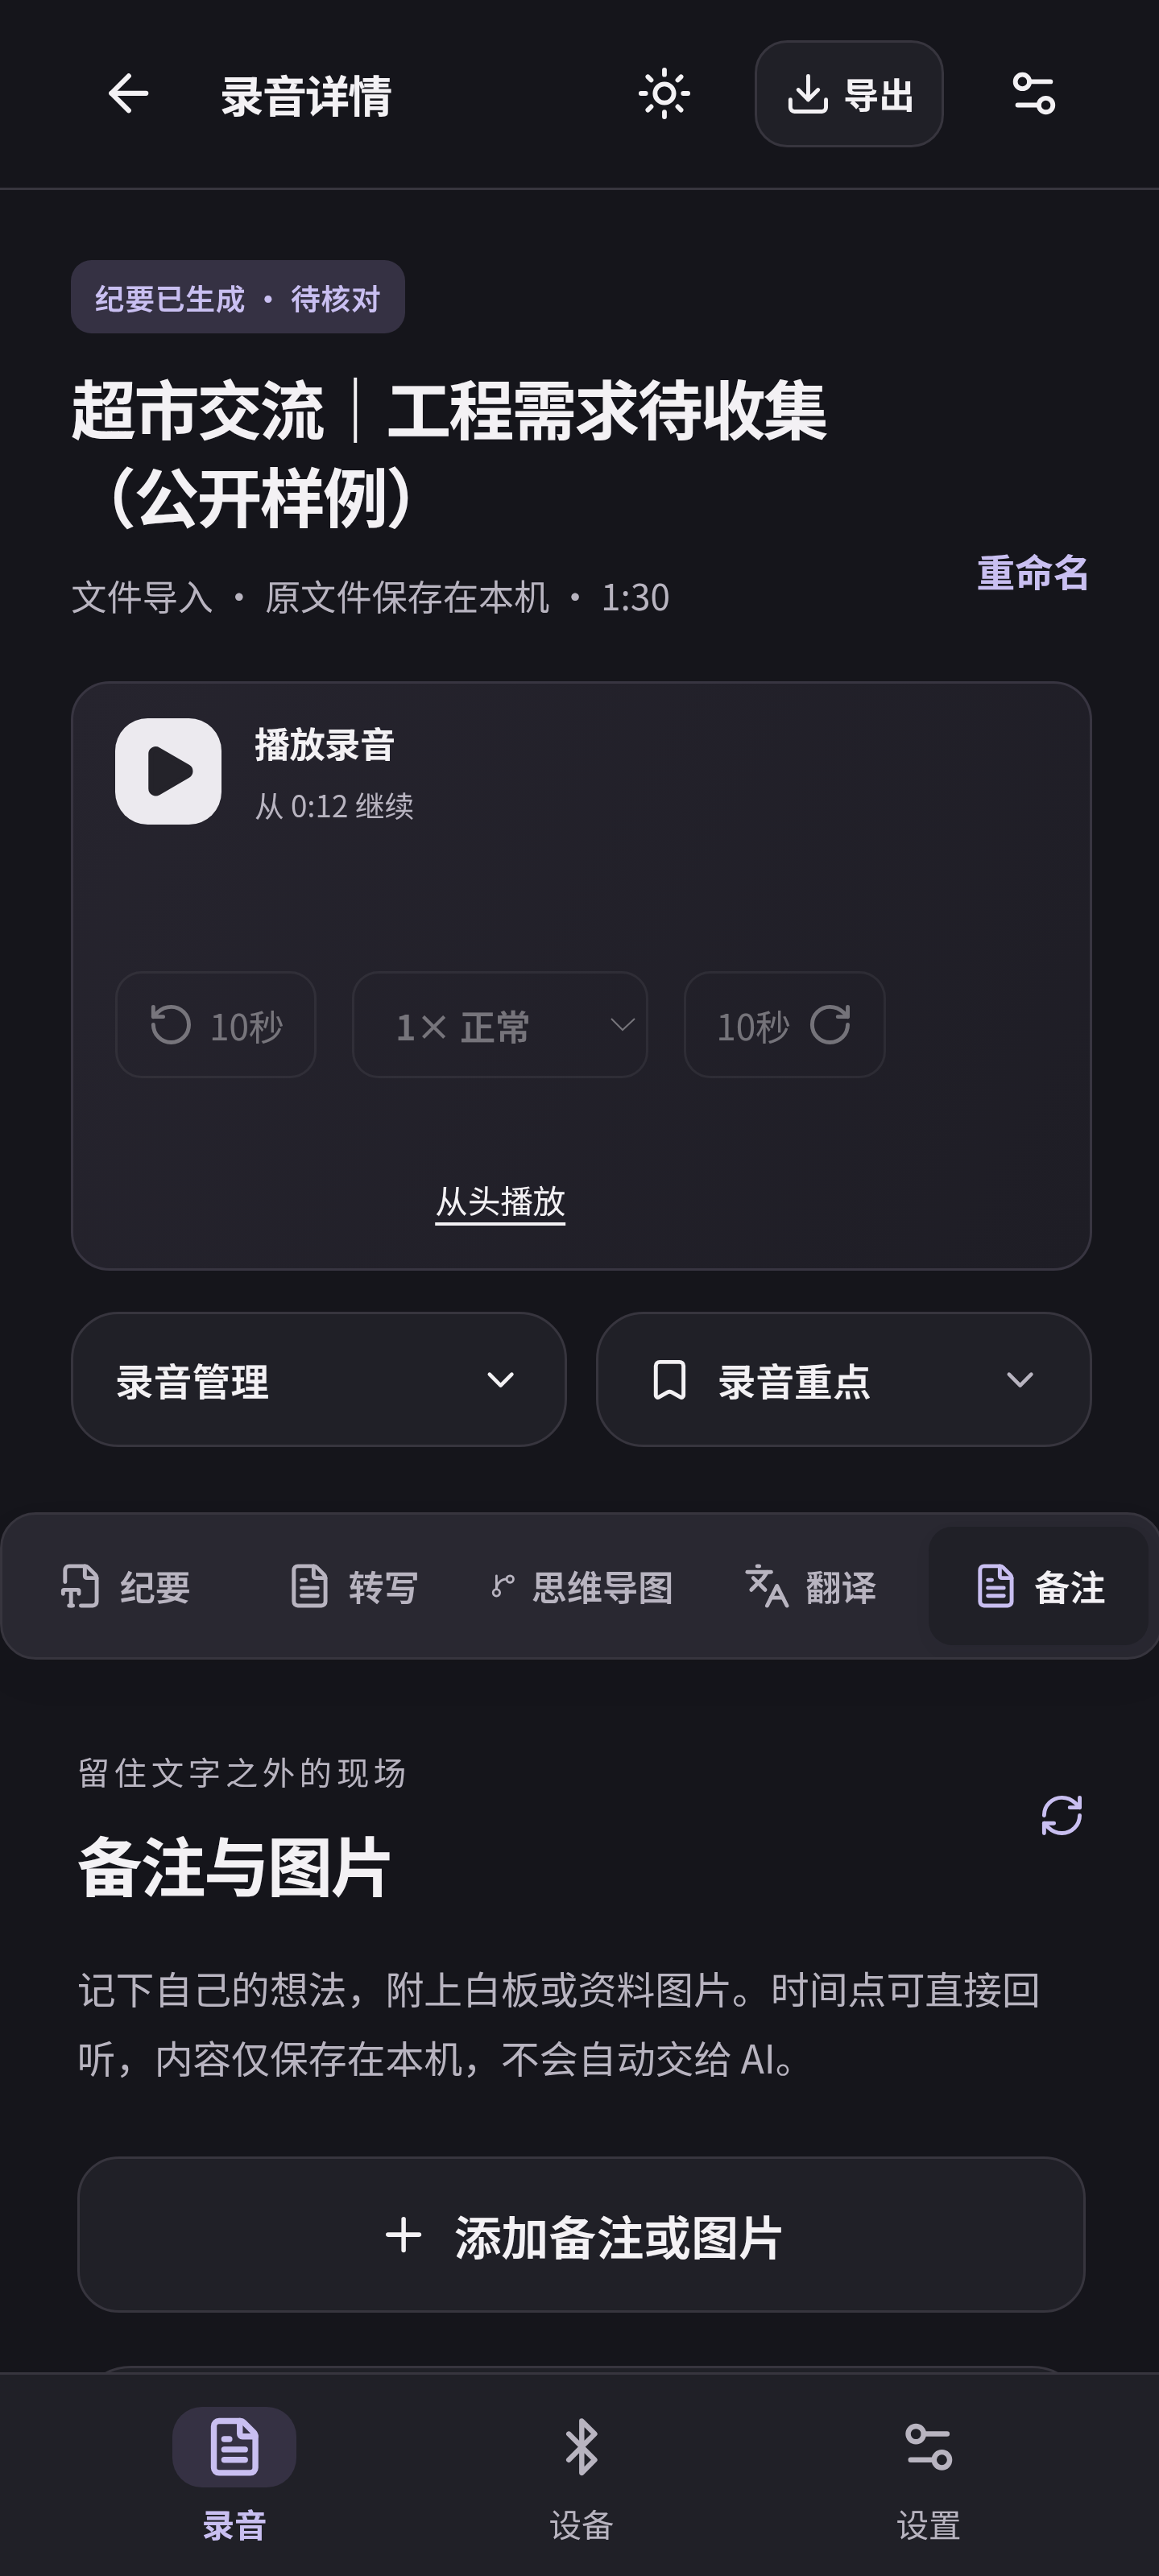 录音详情
导出
纪要已生成 · 待核对
超市交流｜工程需求待收集
（公开样例）
重命名
文件导入 · 原文件保存在本机 · 1:30
播放录音
从 0:12 继续
10秒
1× 正常
10秒
从头播放
录音管理
录音重点
纪要
转写
思维导图
翻译
备注
留住文字之外的现场
备注与图片
记下自己的想法，附上白板或资料图片。时间点可直接回
听，内容仅保存在本机，不会自动交给 AI。
添加备注或图片
录音
设备
设置